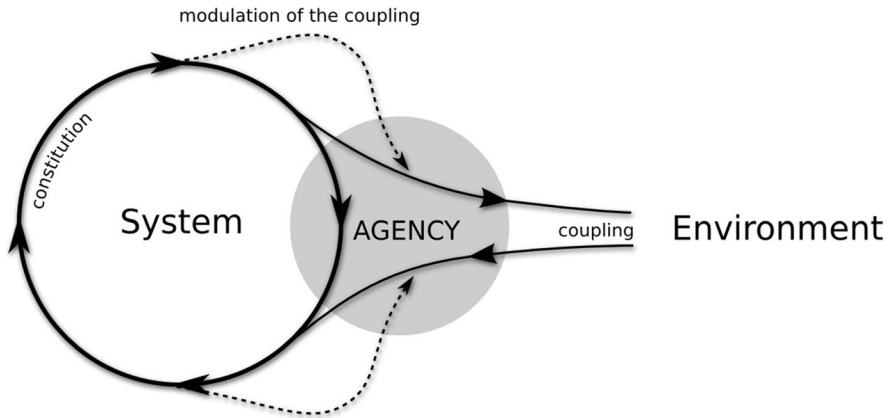 modulation of the coupling
constitution
System
AGENCY
coupling
Environment